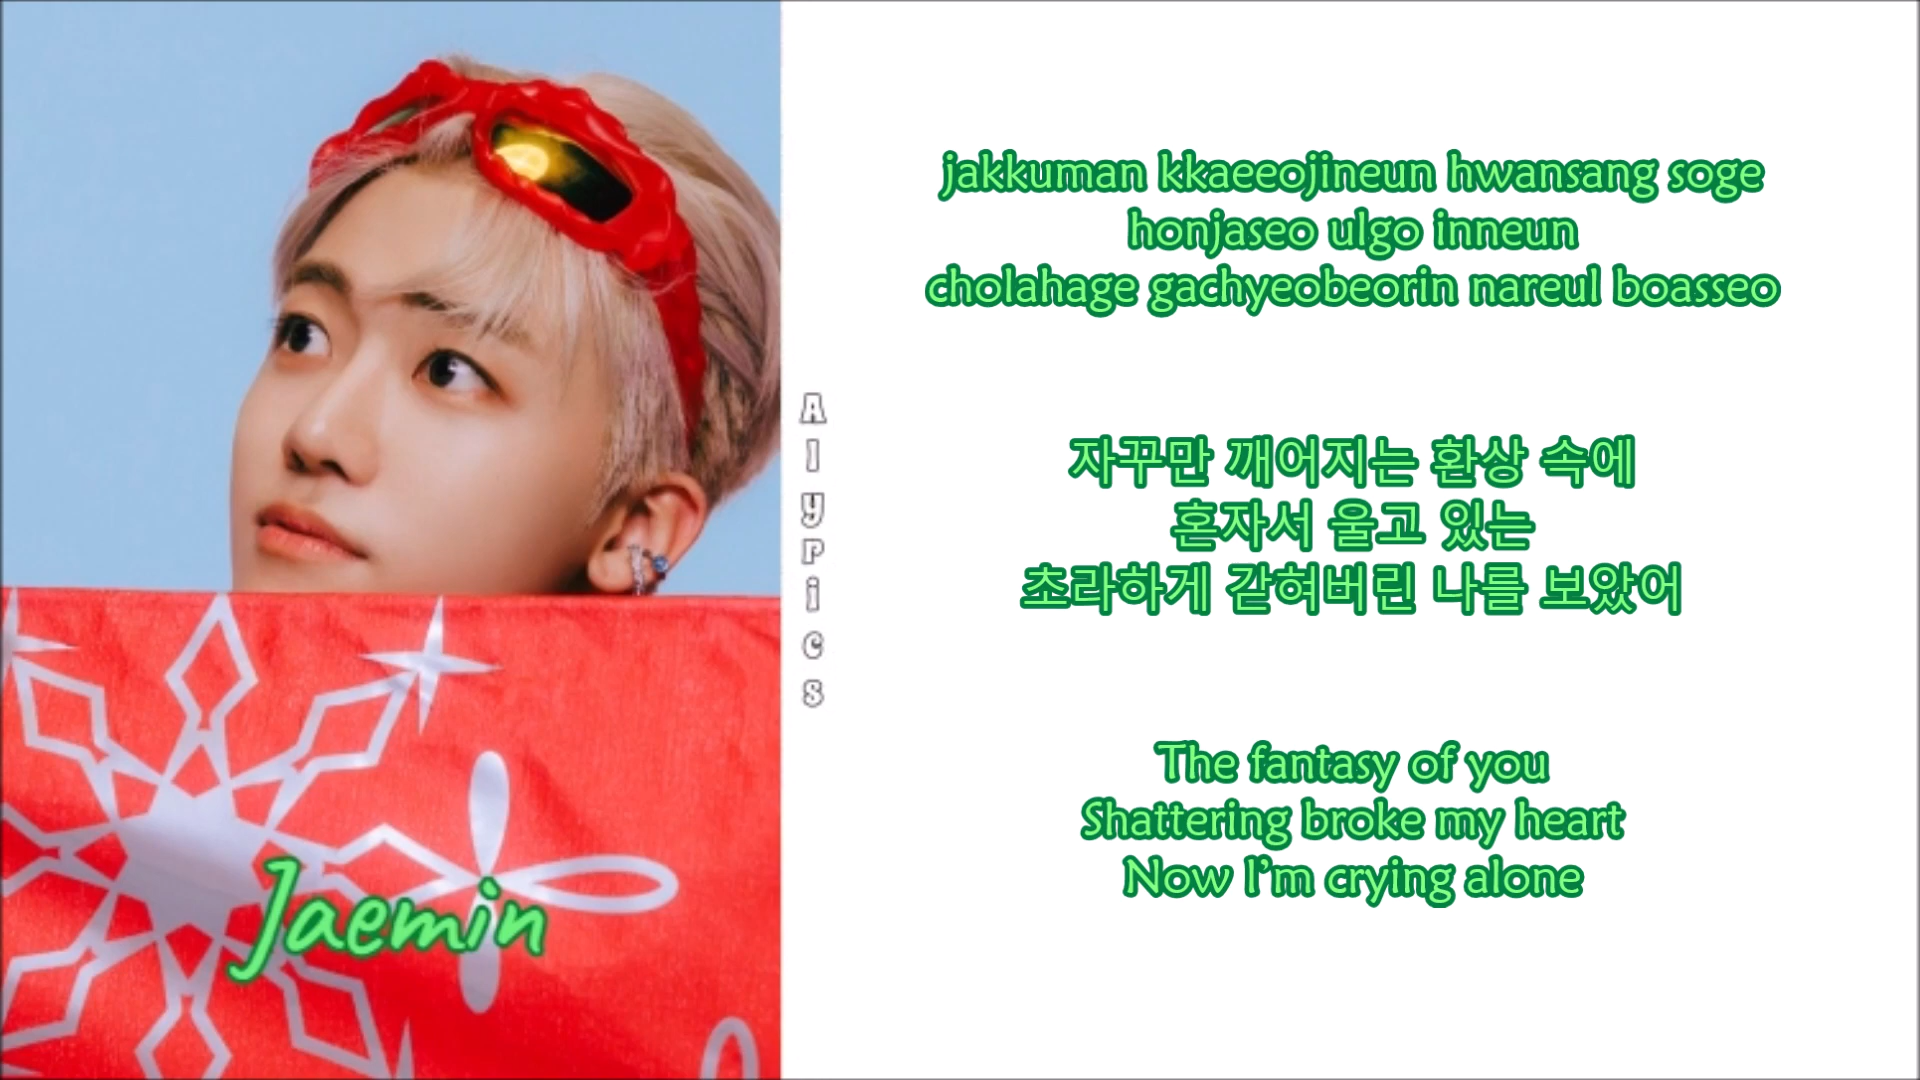 jakkuman kkaeeojineun hwansang soge
honjaseo ulgo inneun
cholahage gachyeobeorin nareul boasseo
자꾸만 깨어지는 환상 속에
혼자서 울고 있는
초라하게 갇혀버린 나를 보았어
The fantasy of you
Shattering broke my heart
Now I'm crying alone
Jaemin
Alypics